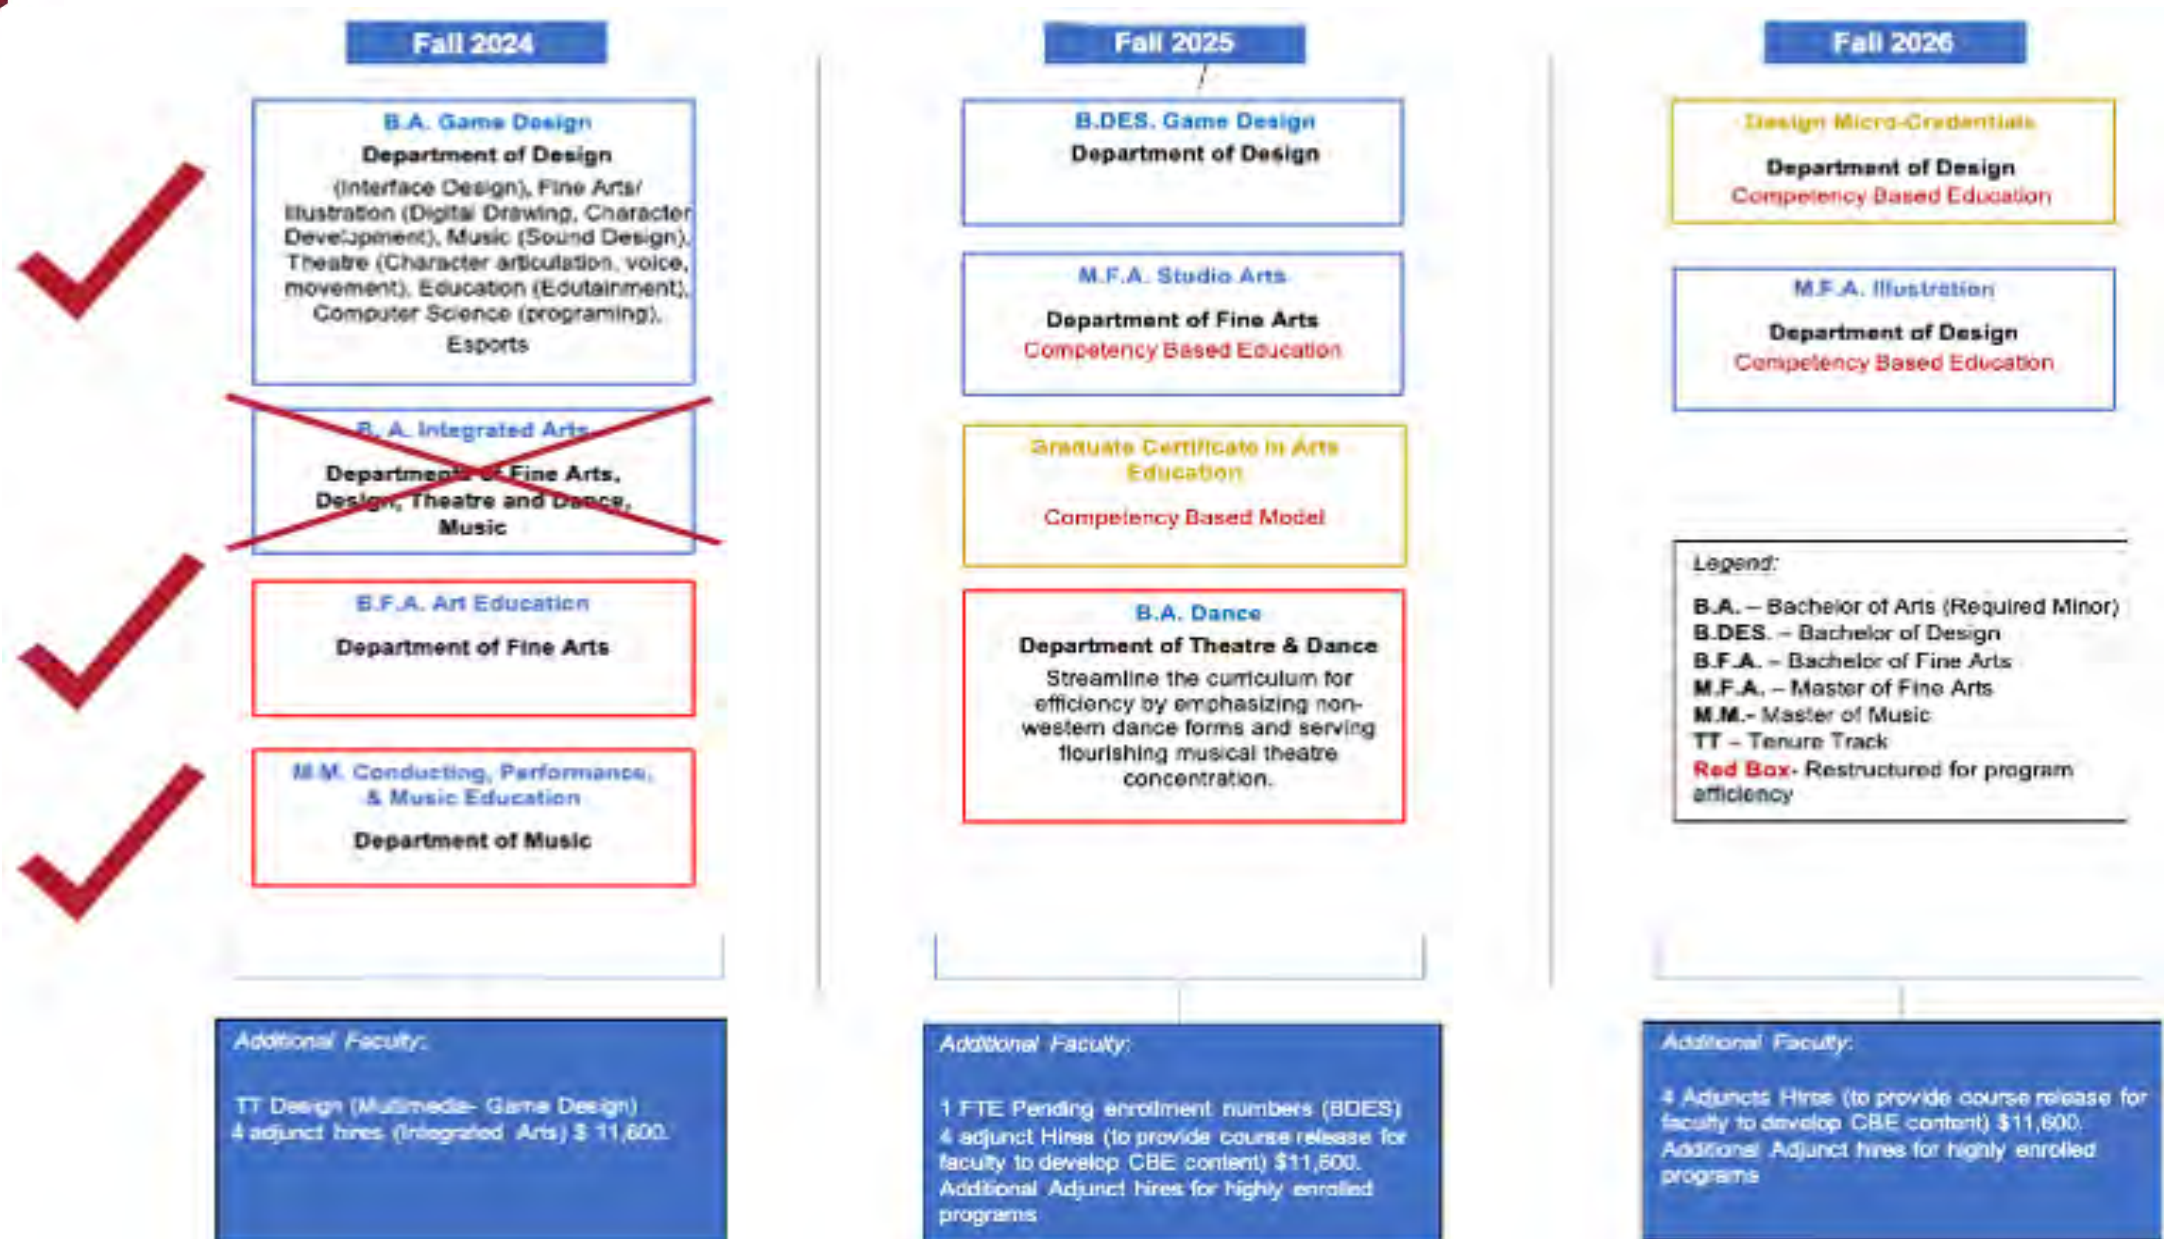 Fall 2024
B.A. Game Design
Department of Design
(Interface Design), Fine Arts/
Illustration (Digital Drawing, Character
Development), Music (Sound Design),
Theatre (Character articulation, voice,
movement), Education (Edutainment),
Computer Science (programing),
Esports
B. A. Integrated Arts
Departments of Fine Arts,
Design, Theatre and Dance,
Music
B.F.A. Art Education
Department of Fine Arts
M.M. Conducting, Performance,
& Music Education
Department of Music
Additional Faculty:
TT Design (Multimedia- Game Design)
4 adjunct hires (Integrated Arts) $ 11,600.
Fall 2025
B.DES. Game Design
Department of Design
M.F.A. Studio Arts
Department of Fine Arts
Competency Based Education
Graduate Certificate in Arts
Education
Competency Based Model
B.A. Dance
Department of Theatre & Dance
Streamline the curriculum for
efficiency by emphasizing non-
western dance forms and serving
flourishing musical theatre
concentration.
Additional Faculty:
1 FTE Pending enrollment numbers (BDES)
4 adjunct Hires (to provide course release for
faculty to develop CBE content) $11,600.
Additional Adjunct hires for highly enrolled
programs
Fall 2026
Design Micro-Credentials
Department of Design
Competency Based Education
M.F.A. Illustration
Department of Design
Competency Based Education
Legend:
B.A. – Bachelor of Arts (Required Minor)
B.DES. – Bachelor of Design
B.F.A. – Bachelor of Fine Arts
M.F.A. – Master of Fine Arts
M.M.- Master of Music
TT – Tenure Track
Red Box- Restructured for program
efficiency
Additional Faculty:
4 Adjuncts Hires (to provide course release for
faculty to develop CBE content) $11,600.
Additional Adjunct hires for highly enrolled
programs